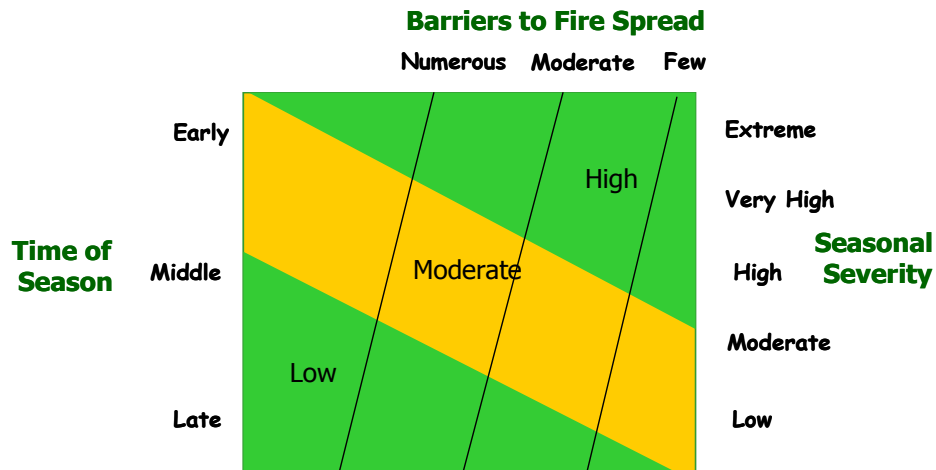 Barriers to Fire Spread
Numerous Moderate Few
Early
Extreme
High
Very High
Time of
Season
Middle
Moderate
High
Seasonal
Severity
Moderate
Low
Late
Low